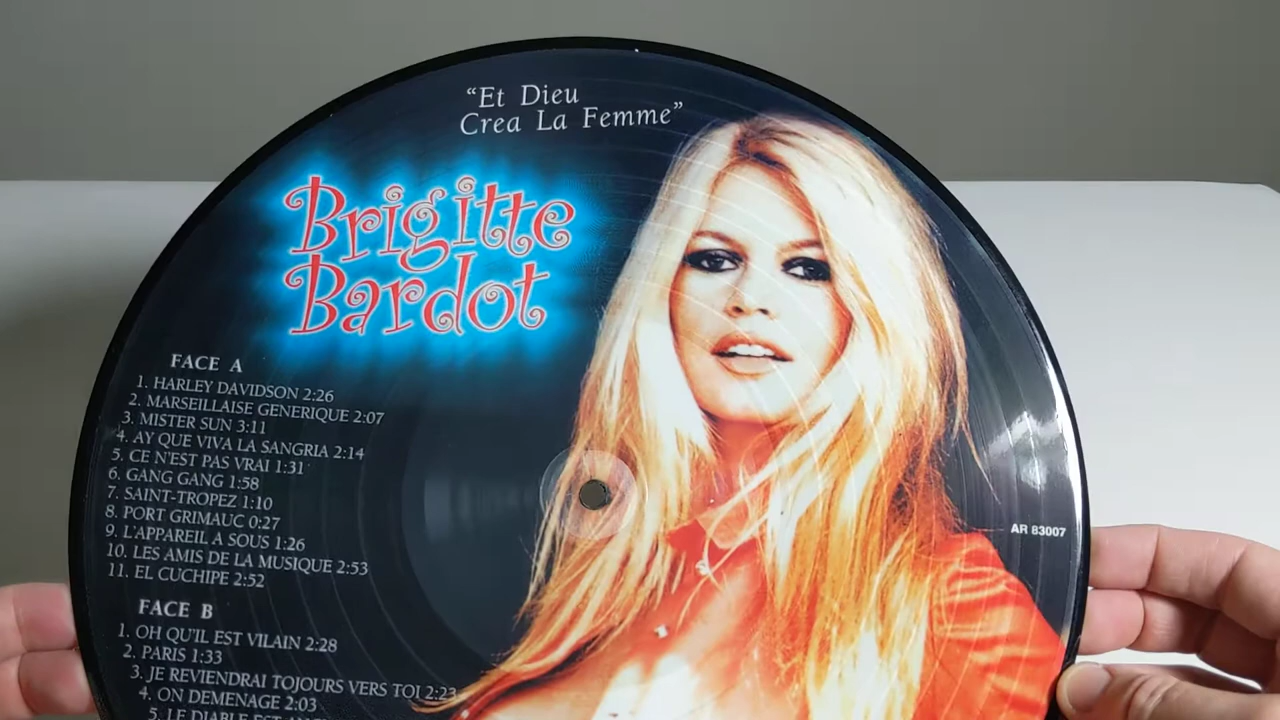 “Et Dieu
Crea La Femme”
Brigitte
Bardot
FACE A
1. HARLEY DAVIDSON 2:26
2. MARSEILLAISE GENERIQUE 2:07
3. MISTER SUN 3:11
4. AY QUE VIVA LA SANGRIA 2:14
5. CE N'EST PAS VRAI 1:31
6. GANG GANG 1:58
7. SAINT-TROPEZ 1:10
8. PORT GRIMAUC 0:27
9. L'APPAREIL A SOUS 1:26
10. LES AMIS DE LA MUSIQUE 2:53
11. EL CUCHIPE 2:52
AR 83007
FACE B
1. OH QU'IL EST VILAIN 2:28
2. PARIS 1:33
3. JE REVIENDRAI TOJOURS VERS TOI 2:23
4. ON DEMENAGE 2:03
5. LE DIABLE EST